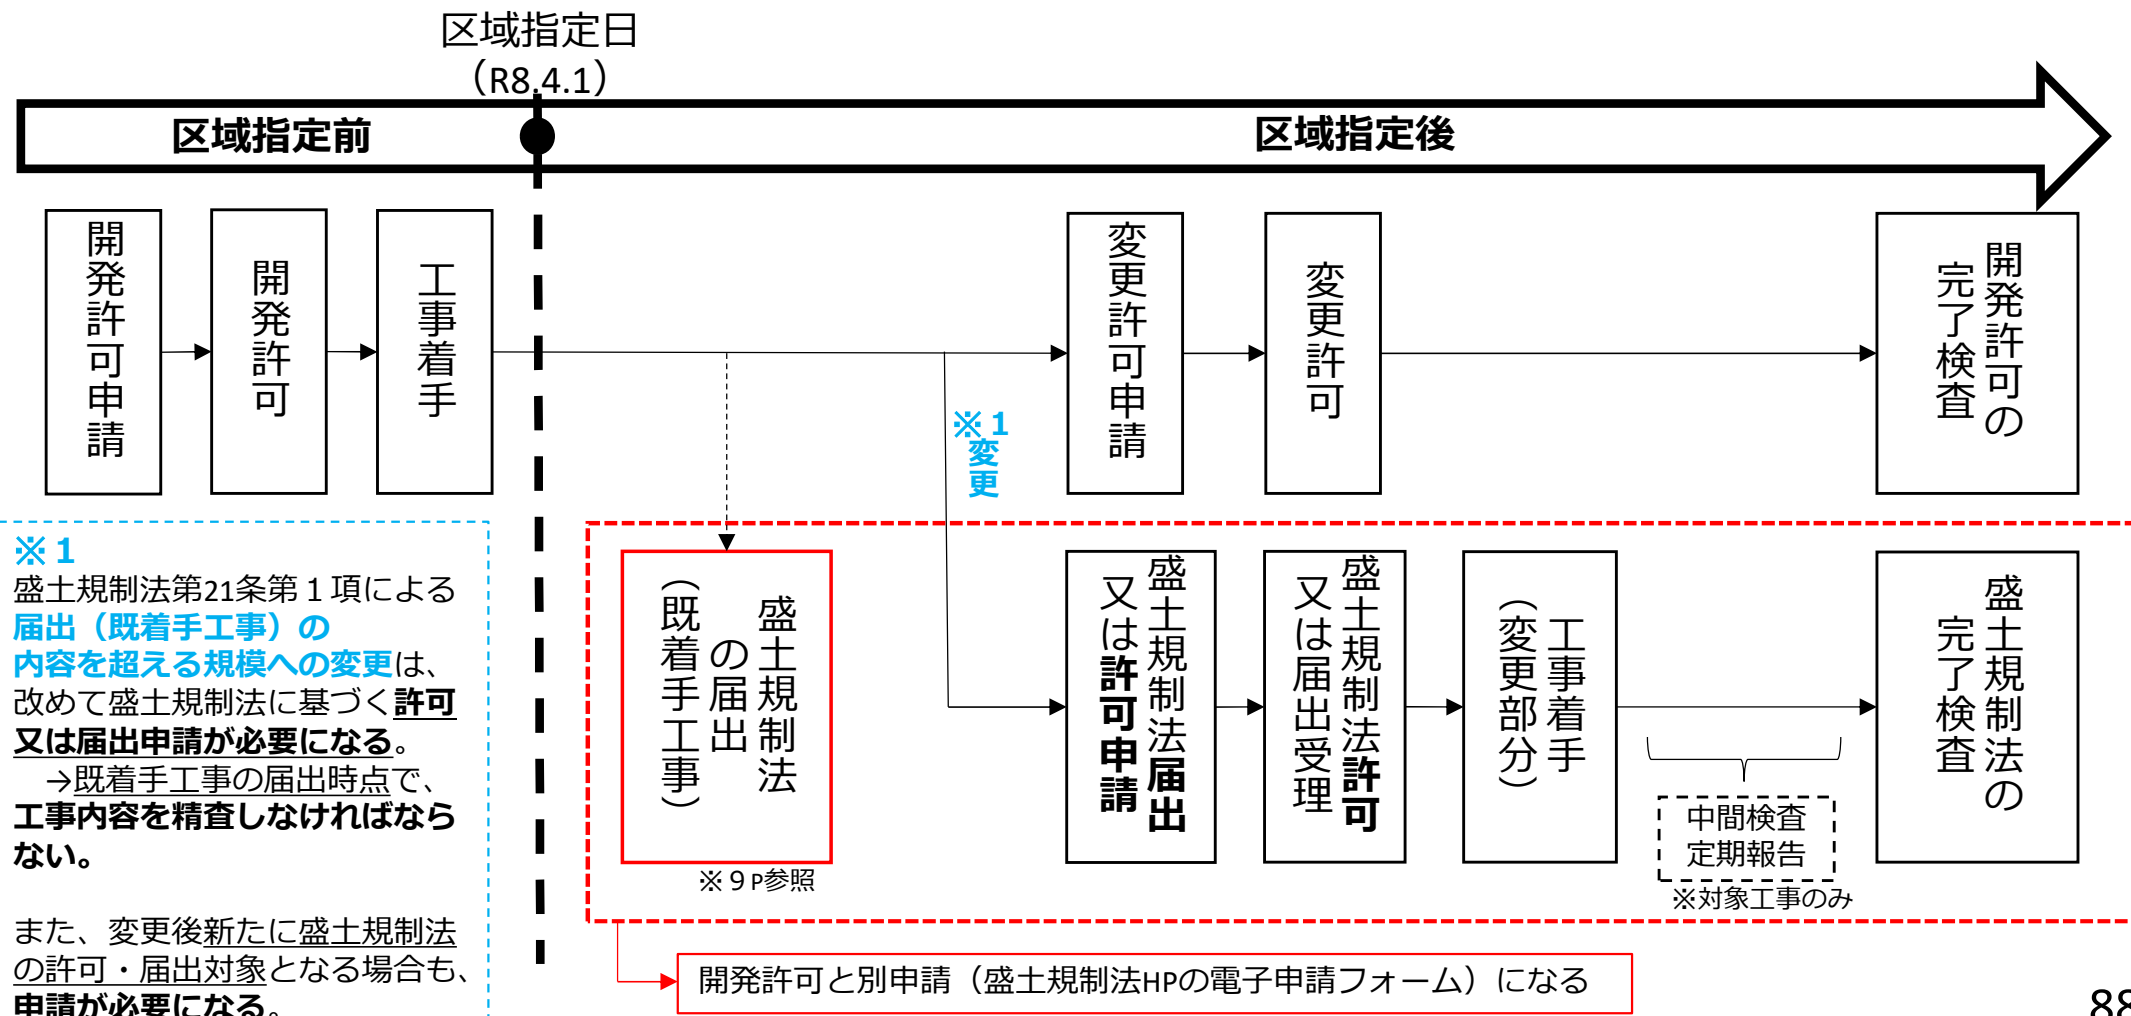 区域指定日
（R8.4.1）
区域指定前
区域指定後
開発許可申請
開発許可
工事着手
変更許可申請
変更許可
開発許可の
完了検査
※１
変更
※１
盛土規制法第21条第１項による
届出（既着手工事）の
内容を超える規模への変更は、
改めて盛土規制法に基づく許可
又は届出申請が必要になる。
→既着手工事の届出時点で、
工事内容を精査しなければなら
ない。
また、変更後新たに盛土規制法
の許可・届出対象となる場合も、
申請が必要になる。
盛土規制法
の届出
（既着手工事）
※９P参照
盛土規制法届出
又は許可申請
盛土規制法許可
又は届出受理
工事着手
（変更部分）
中間検査
定期報告
※対象工事のみ
盛土規制法の
完了検査
開発許可と別申請（盛土規制法HPの電子申請フォーム）になる
88